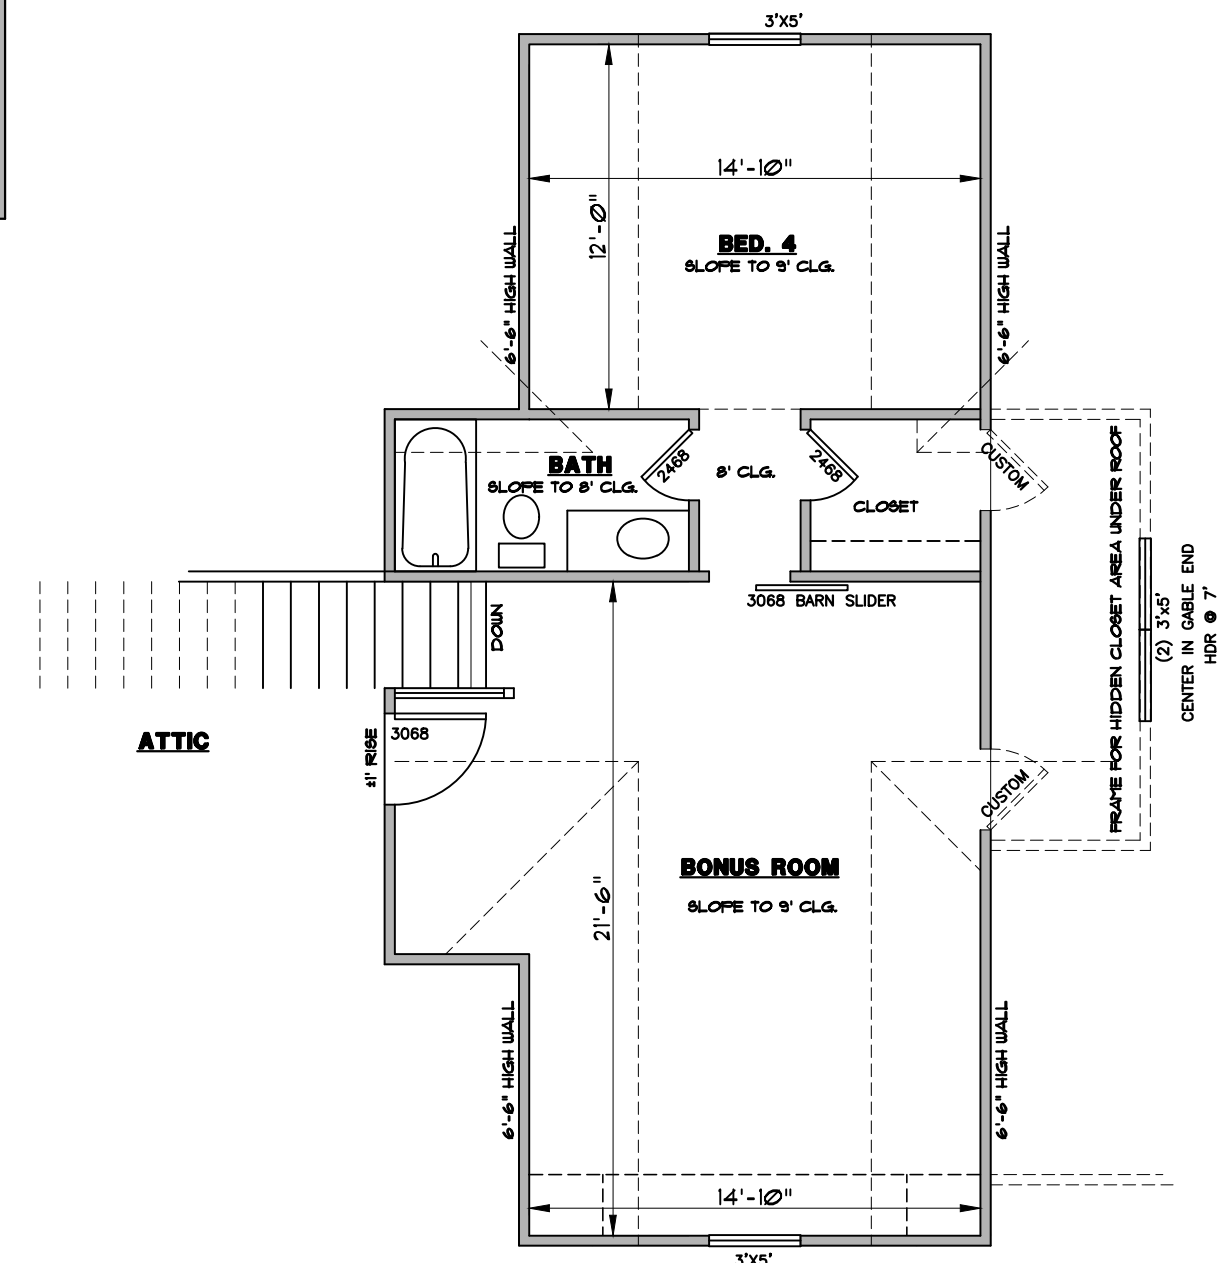 3'X5'
14'-10"
12'-0"
BED. 4
SLOPE TO 9' CLG.
6'-6" HIGH WALL
6'-6" HIGH WALL
BATH
SLOPE TO 8' CLG.
2468
8' CLG.
2468
CLOSET
CUSTOM
FRAME FOR HIDDEN CLOSET AREA UNDER ROOF
(2) 3'x5'
CENTER IN GABLE END
HDR @ 7'
3068 BARN SLIDER
DOWN
ATTIC
±1' RISE
3068
CUSTOM
BONUS ROOM
SLOPE TO 9' CLG.
21'-6"
6'-6" HIGH WALL
6'-6" HIGH WALL
14'-10"
3'X5'